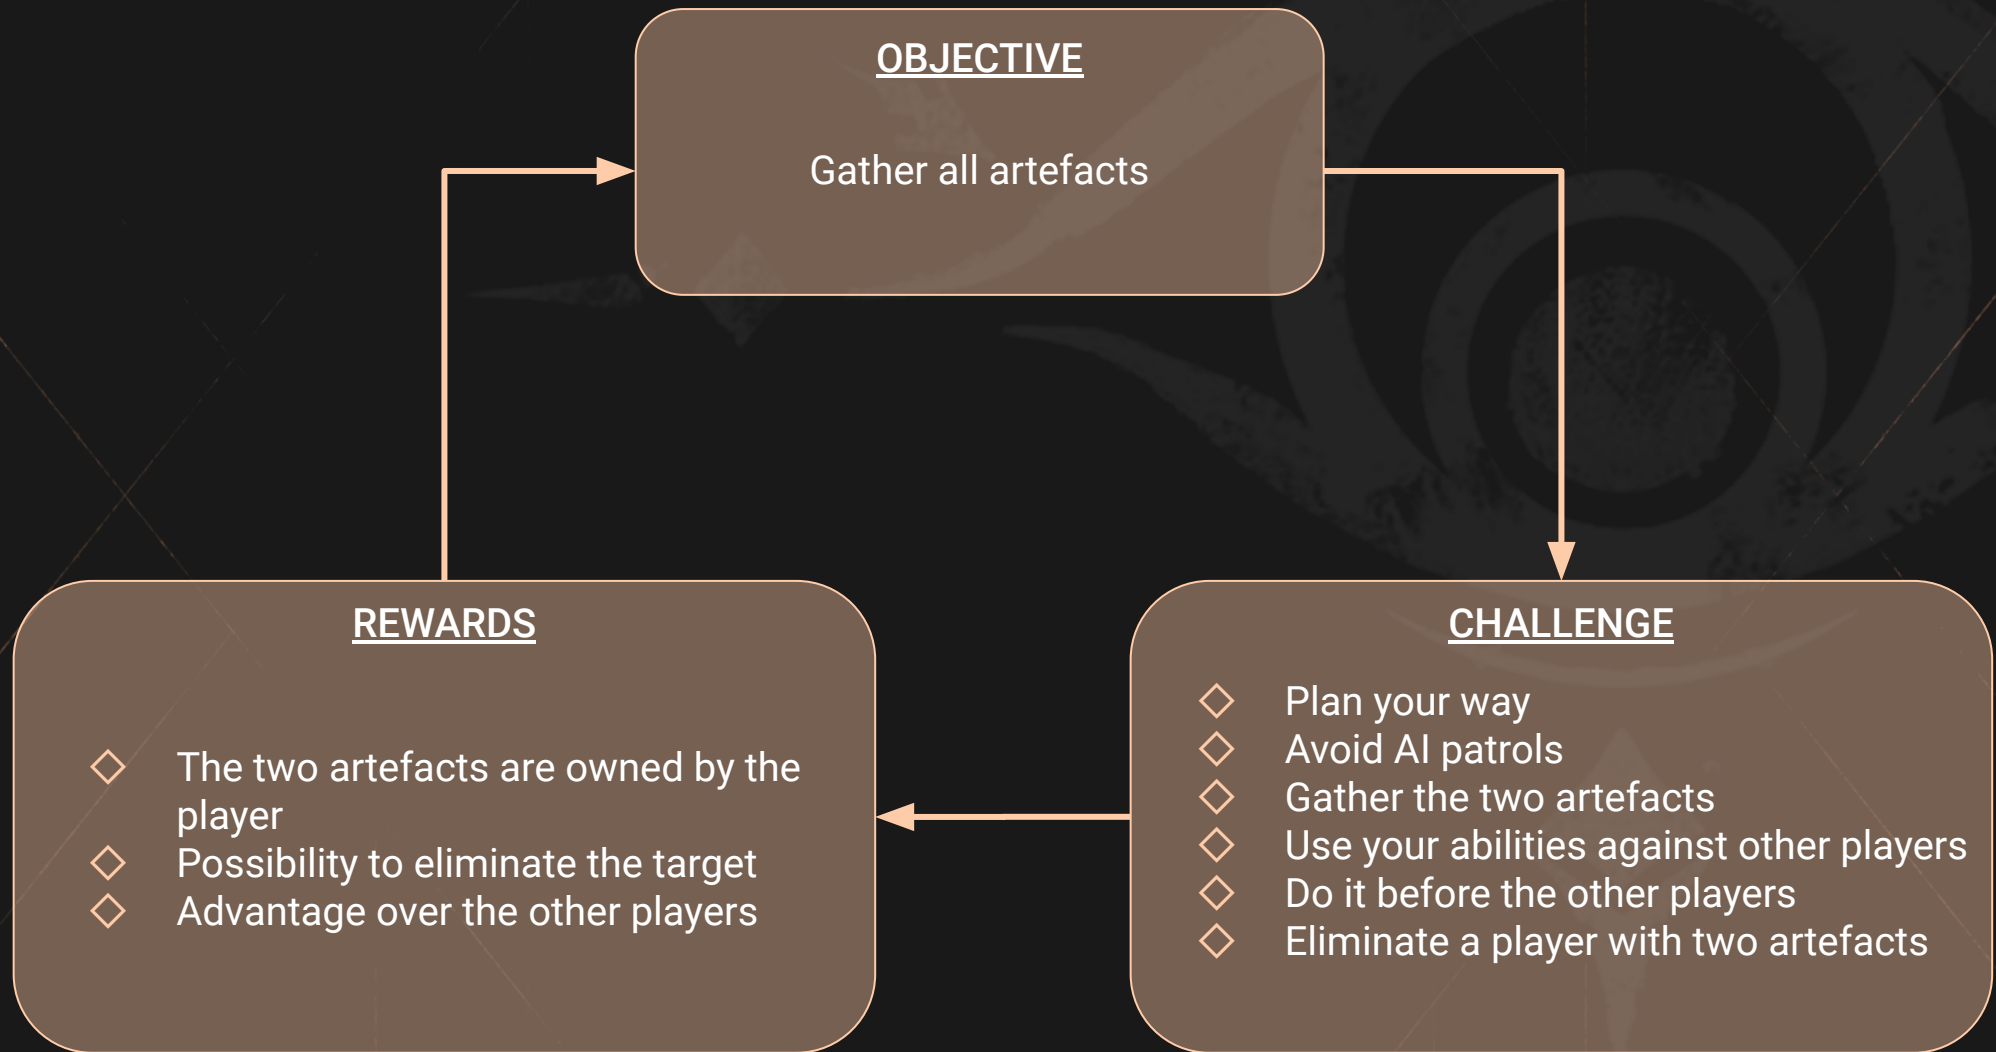 OBJECTIVE
Gather all artefacts
REWARDS
The two artefacts are owned by the
player
Possibility to eliminate the target
Advantage over the other players
CHALLENGE
Plan your way
Avoid AI patrols
Gather the two artefacts
Use your abilities against other players
Do it before the other players
Eliminate a player with two artefacts